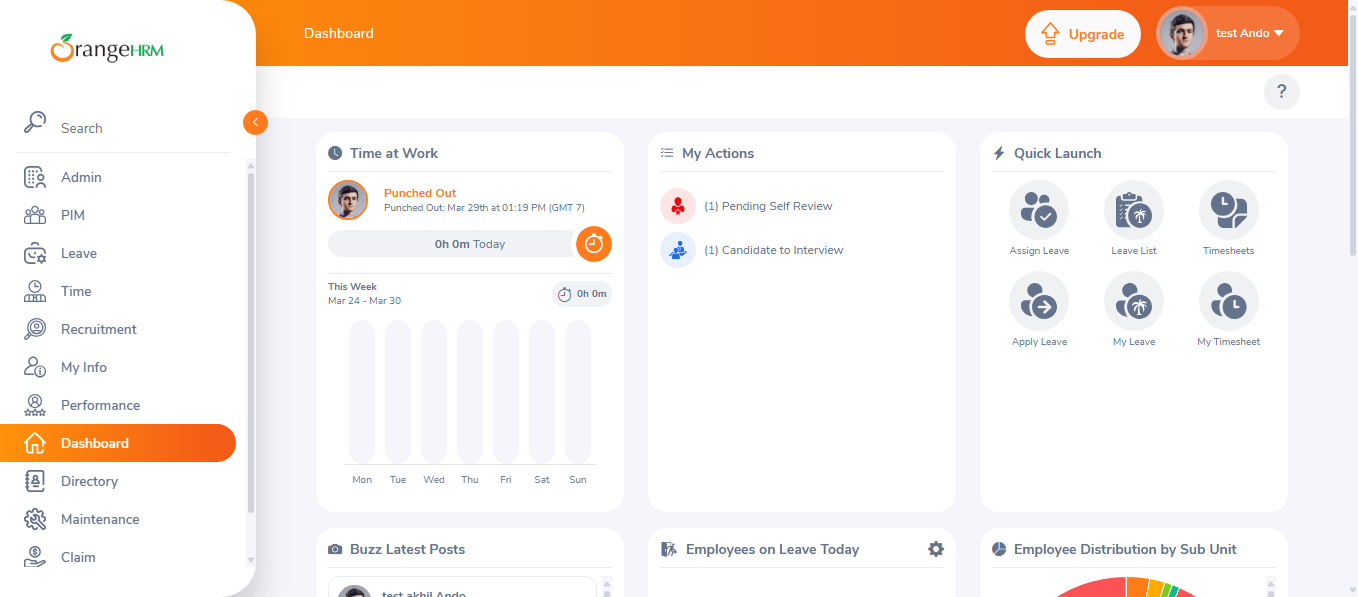 OrangeHRM
Dashboard
Upgrade
test Ando
?
Search
Admin
PIM
Leave
Time
Recruitment
My Info
Performance
Dashboard
Directory
Maintenance
Claim
Time at Work
Punched Out
Punched Out: Mar 29th at 01:19 PM (GMT 7)
0h 0m Today
This Week
Mar 24 - Mar 30
0h 0m
Mon Tue Wed Thu Fri Sat Sun
My Actions
(1) Pending Self Review
(1) Candidate to Interview
Quick Launch
Assign Leave Leave List Timesheets
Apply Leave My Leave My Timesheet
Buzz Latest Posts
test akhil Ando
Employees on Leave Today
Employee Distribution by Sub Unit